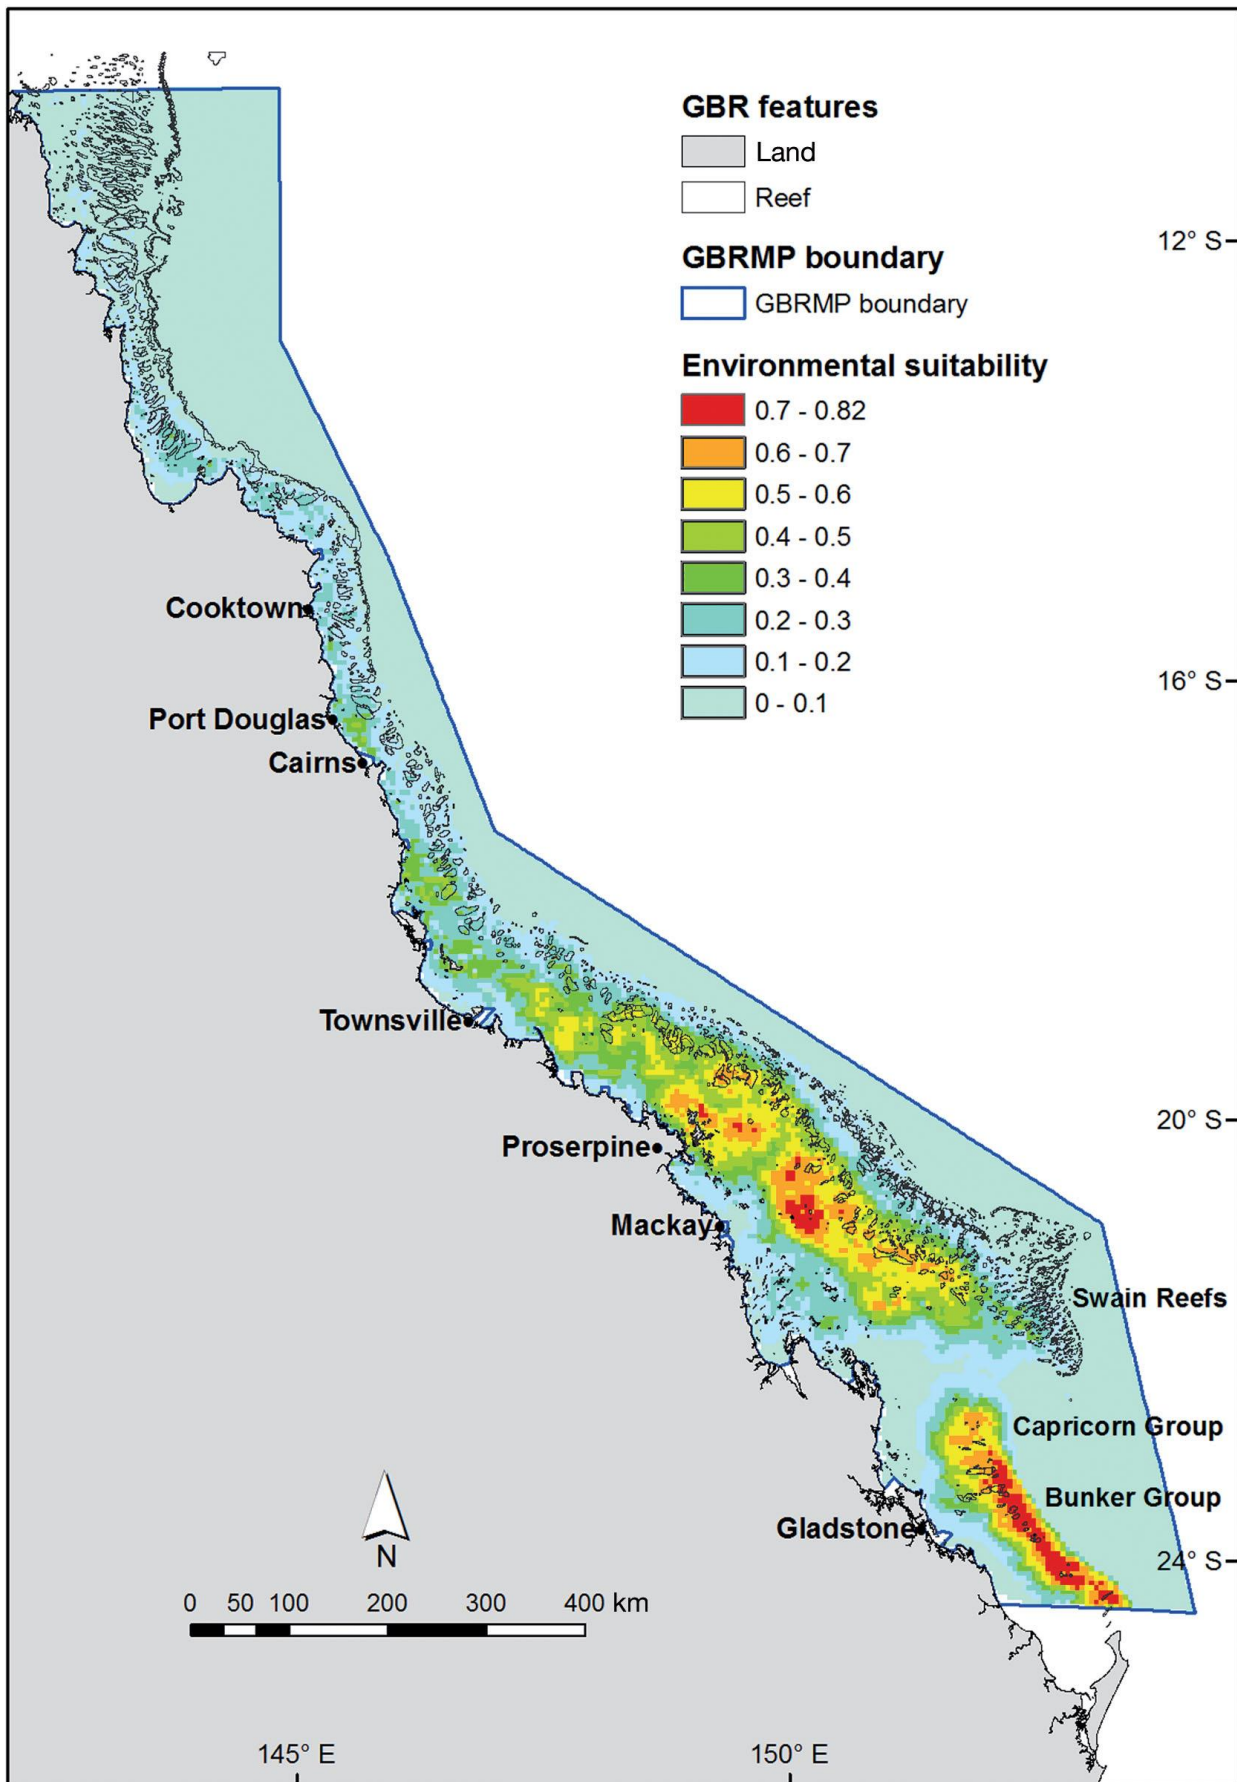 GBR features
Land
Reef
12° S
GBRMP boundary
GBRMP boundary
Environmental suitability
0.7 - 0.82
0.6 - 0.7
0.5 - 0.6
0.4 - 0.5
0.3 - 0.4
0.2 - 0.3
0.1 - 0.2
0 - 0.1
Cooktown
16° S
Port Douglas
Cairns
Townsville
20° S
Proserpine
Mackay
Swain Reefs
Capricorn Group
Bunker Group
Gladstone
24° S
N
0 50 100 200 300 400 km
145° E 150° E